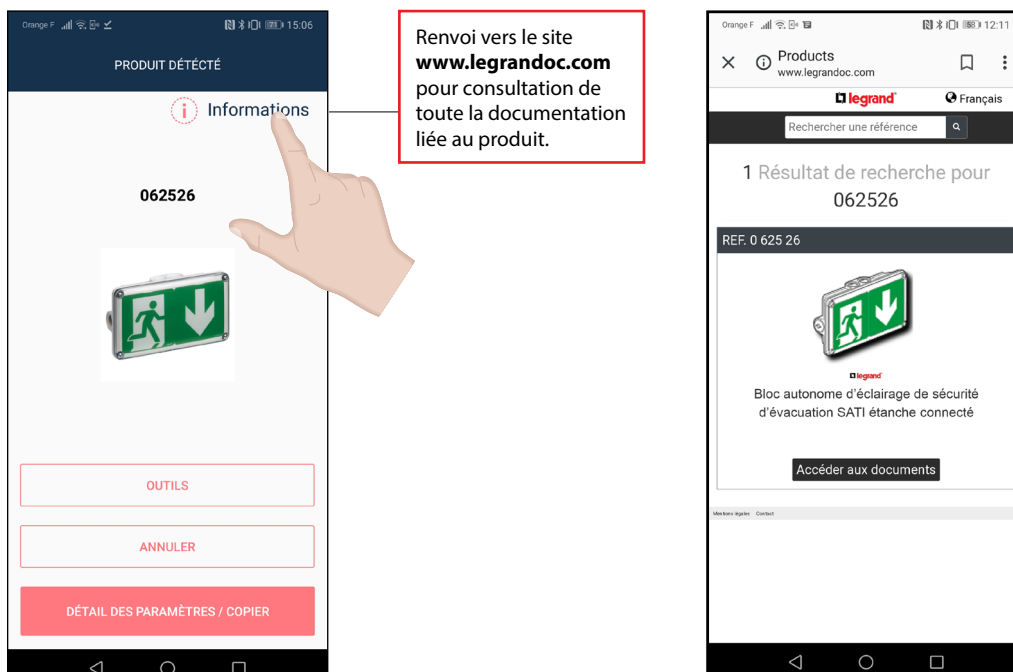 Orange F 71 15:06
PRODUIT DÉTÉCTÉ
i Informations
062526
OUTILS
ANNULER
DÉTAIL DES PARAMÈTRES / COPIER
Renvoi vers le site
www.legrandoc.com
pour consultation de
toute la documentation
liée au produit.
Orange F 88 12:11
Products
www.legrandoc.com
legrand Français
Rechercher une référence
1 Résultat de recherche pour
062526
REF. 0 625 26
legrand
Bloc autonome d'éclairage de sécurité
d'évacuation SATI étanche connecté
Accéder aux documents
Mentions légales Contact